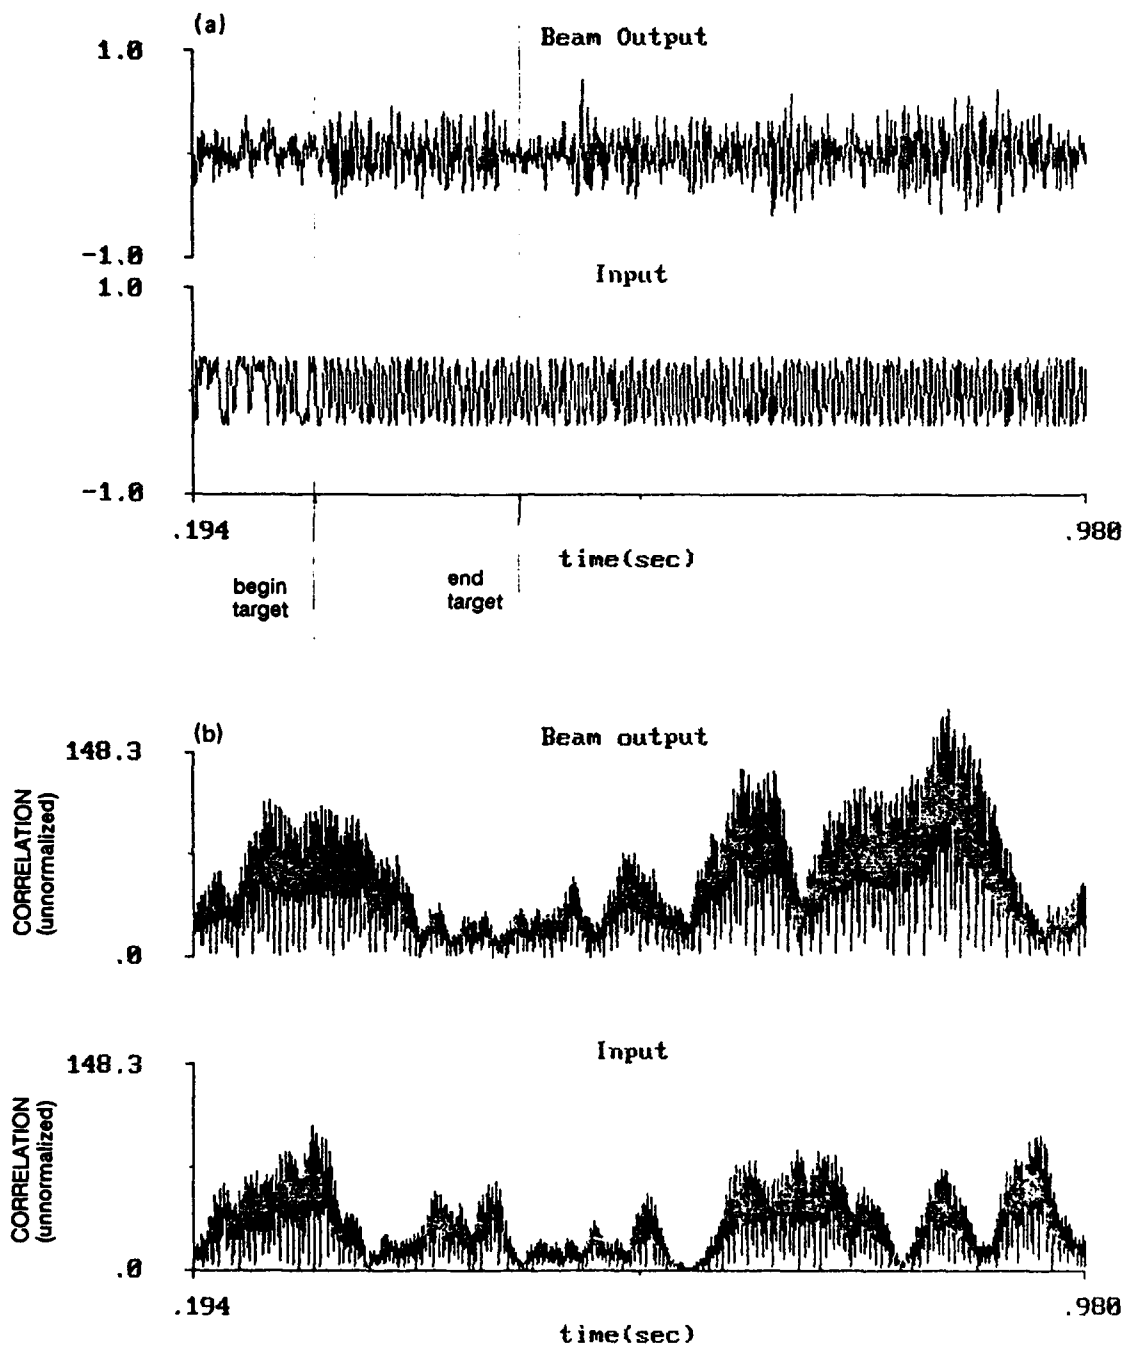 (a)
Beam Output
1.0
-1.0
Input
1.0
-1.0
.194
.980
time(sec)
begin
target
end
target
(b)
Beam output
148.3
CORRELATION
(unnormalized)
.0
Input
148.3
CORRELATION
(unnormalized)
.0
.194
.980
time(sec)